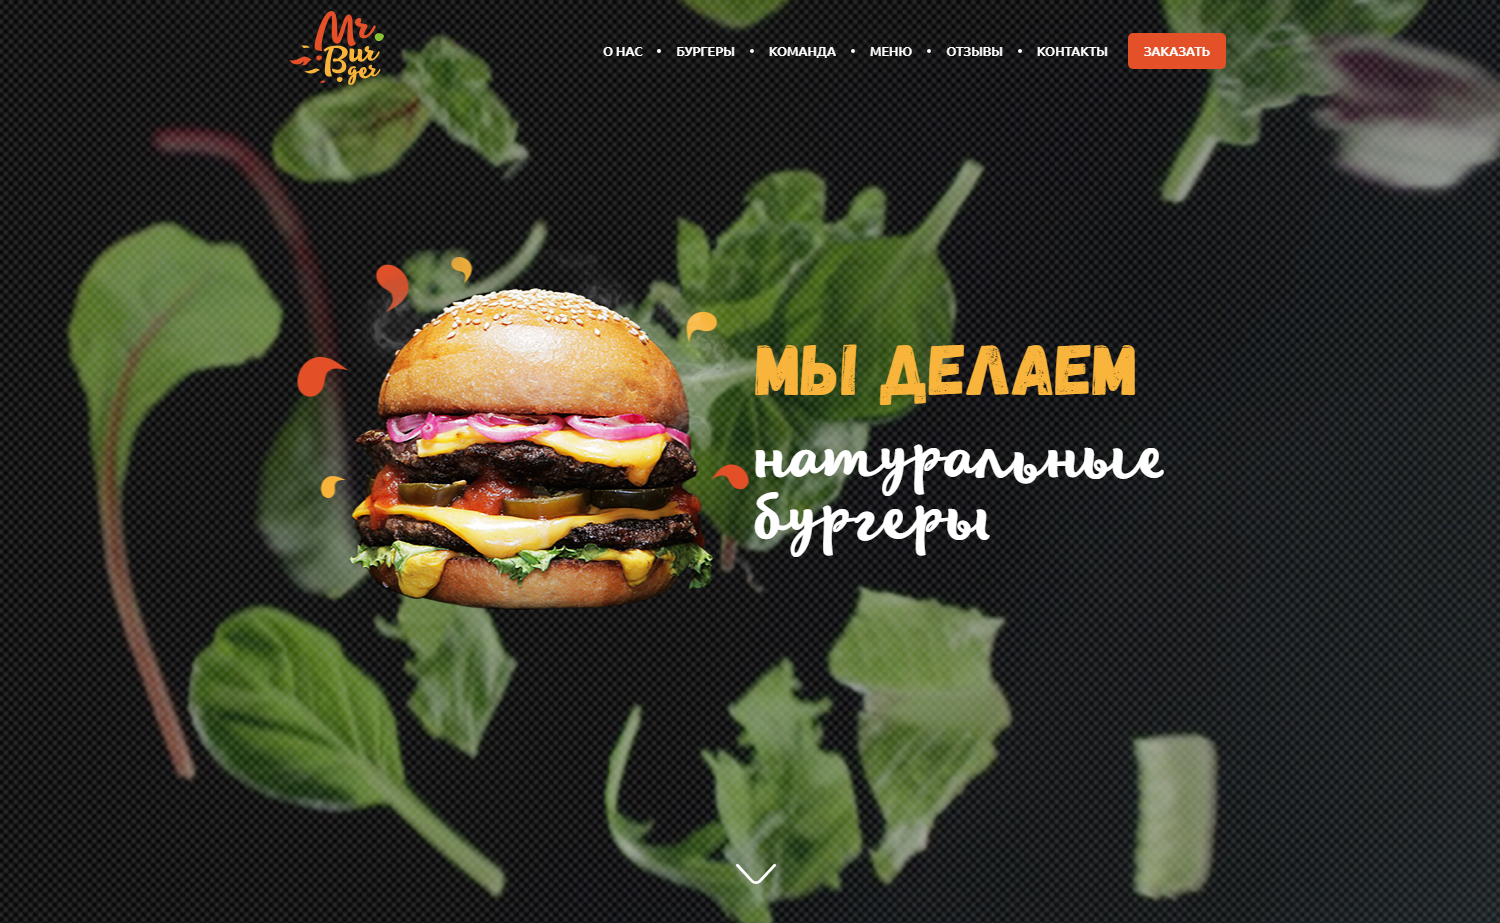 Mr.
Bur
ger
О НАС • БУРГЕРЫ • КОМАНДА • МЕНЮ • ОТЗЫВЫ • КОНТАКТЫ ЗАКАЗАТЬ
МЫ ДЕЛАЕМ
натуральные
бургеры